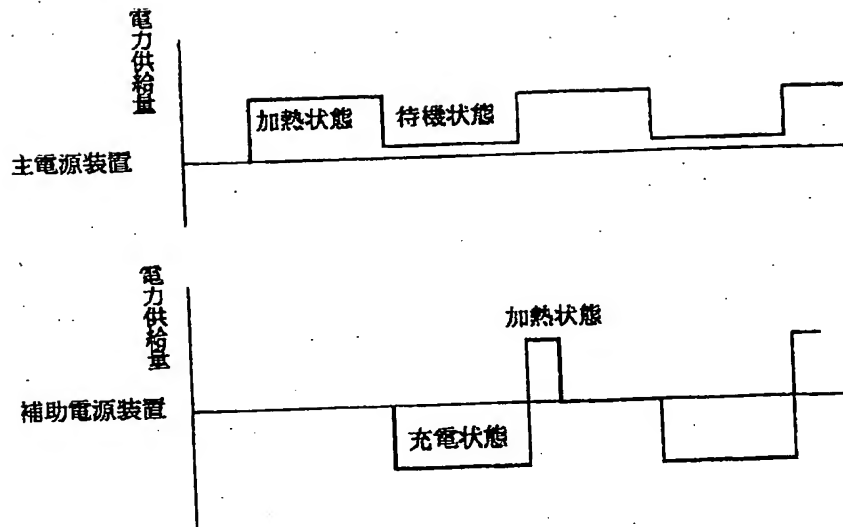 電力供給量
加熱状態
待機状態
主電源装置
電力供給量
加熱状態
補助電源装置
充電状態